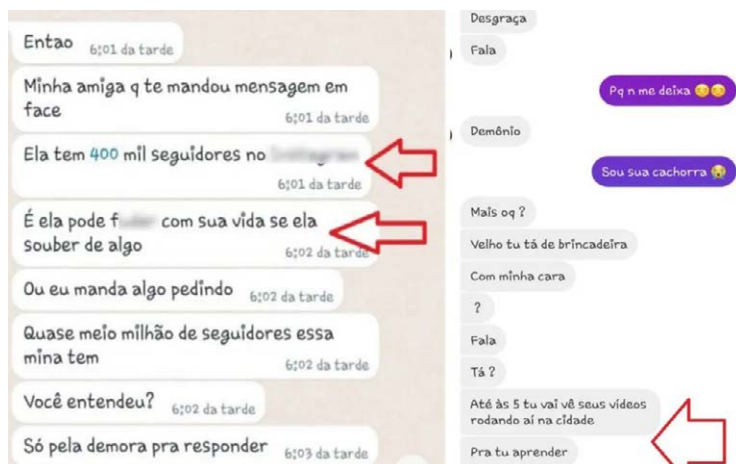 Entao
6:01 da tarde
Minha amiga q te mandou mensagem em
face
6:01 da tarde
Ela tem 400 mil seguidores no
6:01 da tarde
É ela pode f com sua vida se ela
souber de algo
6:02 da tarde
Ou eu manda algo pedindo
6:02 da tarde
Quase meio milhão de seguidores essa
mina tem
6:02 da tarde
Você entendeu?
6:02 da tarde
Só pela demora pra responder
6:03 da tarde
Desgraça
Fala
Pq n me deixa
Demônio
Sou sua cachorra 😭
Mais oq ?
Velho tu tá de brincadeira
Com minha cara
?
Fala
Tá ?
Até às 5 tu vai vê seus vídeos
rodando aí na cidade
Pra tu aprender